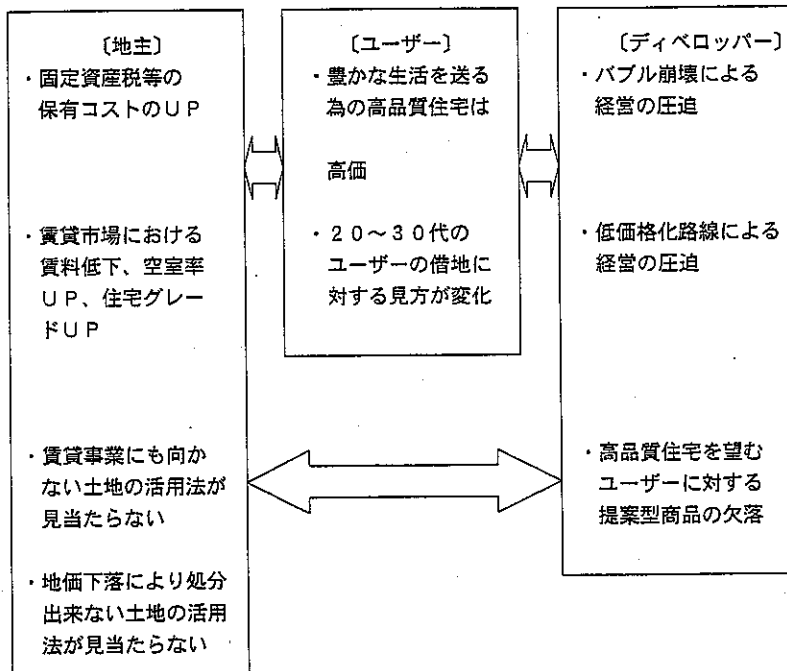 〔地主〕
・固定資産税等の
保有コストのUP
・賃貸市場における
賃料低下、空室率
UP、住宅グレー
ドUP
・賃貸事業にも向か
ない土地の活用法が
見当たらない
・地価下落により処分
出来ない土地の活用
法が見当たらない
〔ユーザー〕
・豊かな生活を送る
為の高品質住宅は
高価
・20~30代の
ユーザーの借地に
対する見方が変化
〔ディベロッパー〕
・バブル崩壊による
経営の圧迫
・低価格化路線による
経営の圧迫
・高品質住宅を望む
ユーザーに対する
提案型商品の欠落